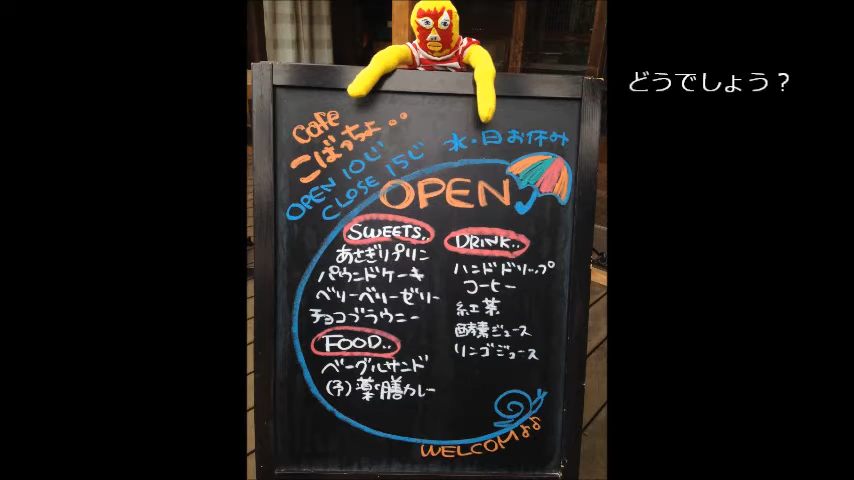 どうでしょう？
Cafe
こばっちょ・・
OPEN 10じ
CLOSE 15じ
水・日お休み
OPEN
SWEETS..
あさぎりプリン
パウンドケーキ
ベリーベリーゼリー
チョコブラウニー
FOOD..
ベーグルサンド
(予)薬膳カレー
DRINK..
ハンドドリップ
コーヒー
紅茶
酵素ジュース
リンゴジュース
WELCOM♪♪